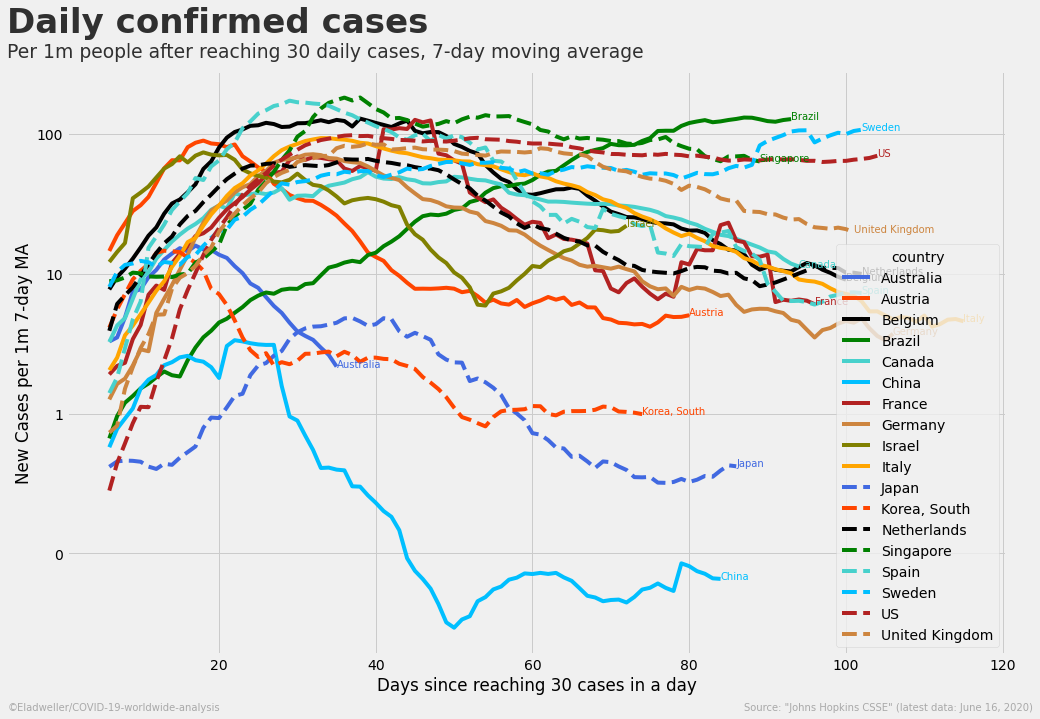 Daily confirmed cases
Per 1m people after reaching 30 daily cases, 7-day moving average
New Cases per 1m 7-day MA
100
10
1
0
Brazil
Sweden
US
Singapore
Israel
United Kingdom
Canada
Netherlands
Spain
France
Italy
Germany
Austria
Australia
Korea, South
Japan
China
country
Australia
Austria
Belgium
Brazil
Canada
China
France
Germany
Israel
Italy
Japan
Korea, South
Netherlands
Singapore
Spain
Sweden
US
United Kingdom
20 40 60 80 100 120
Days since reaching 30 cases in a day
©Eladweller/COVID-19-worldwide-analysis
Source: "Johns Hopkins CSSE" (latest data: June 16, 2020)